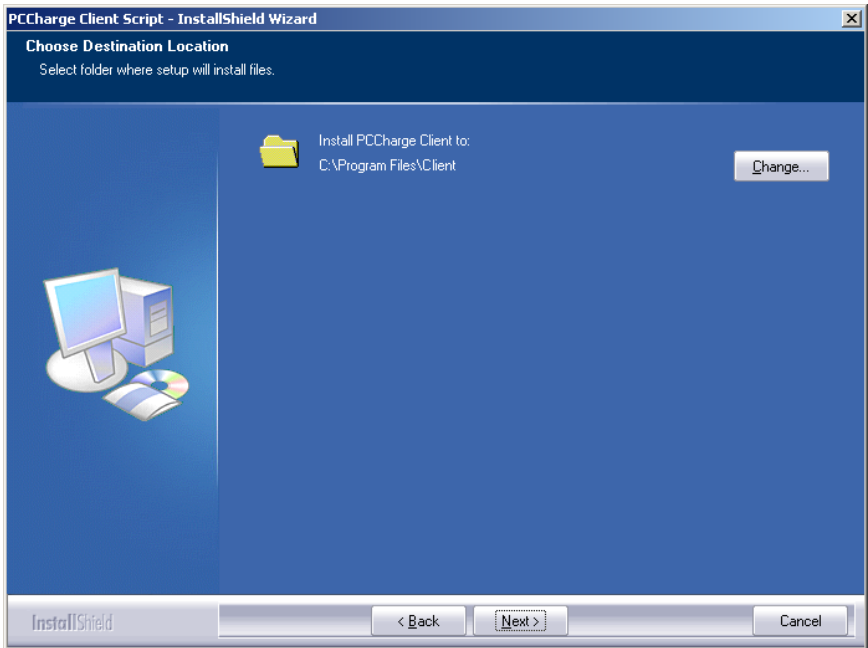 PCCharge Client Script - InstallShield Wizard
Choose Destination Location
Select folder where setup will install files.
Install PCCharge Client to:
C:\Program Files\Client
Change...
InstallShield
< Back
Next >
Cancel